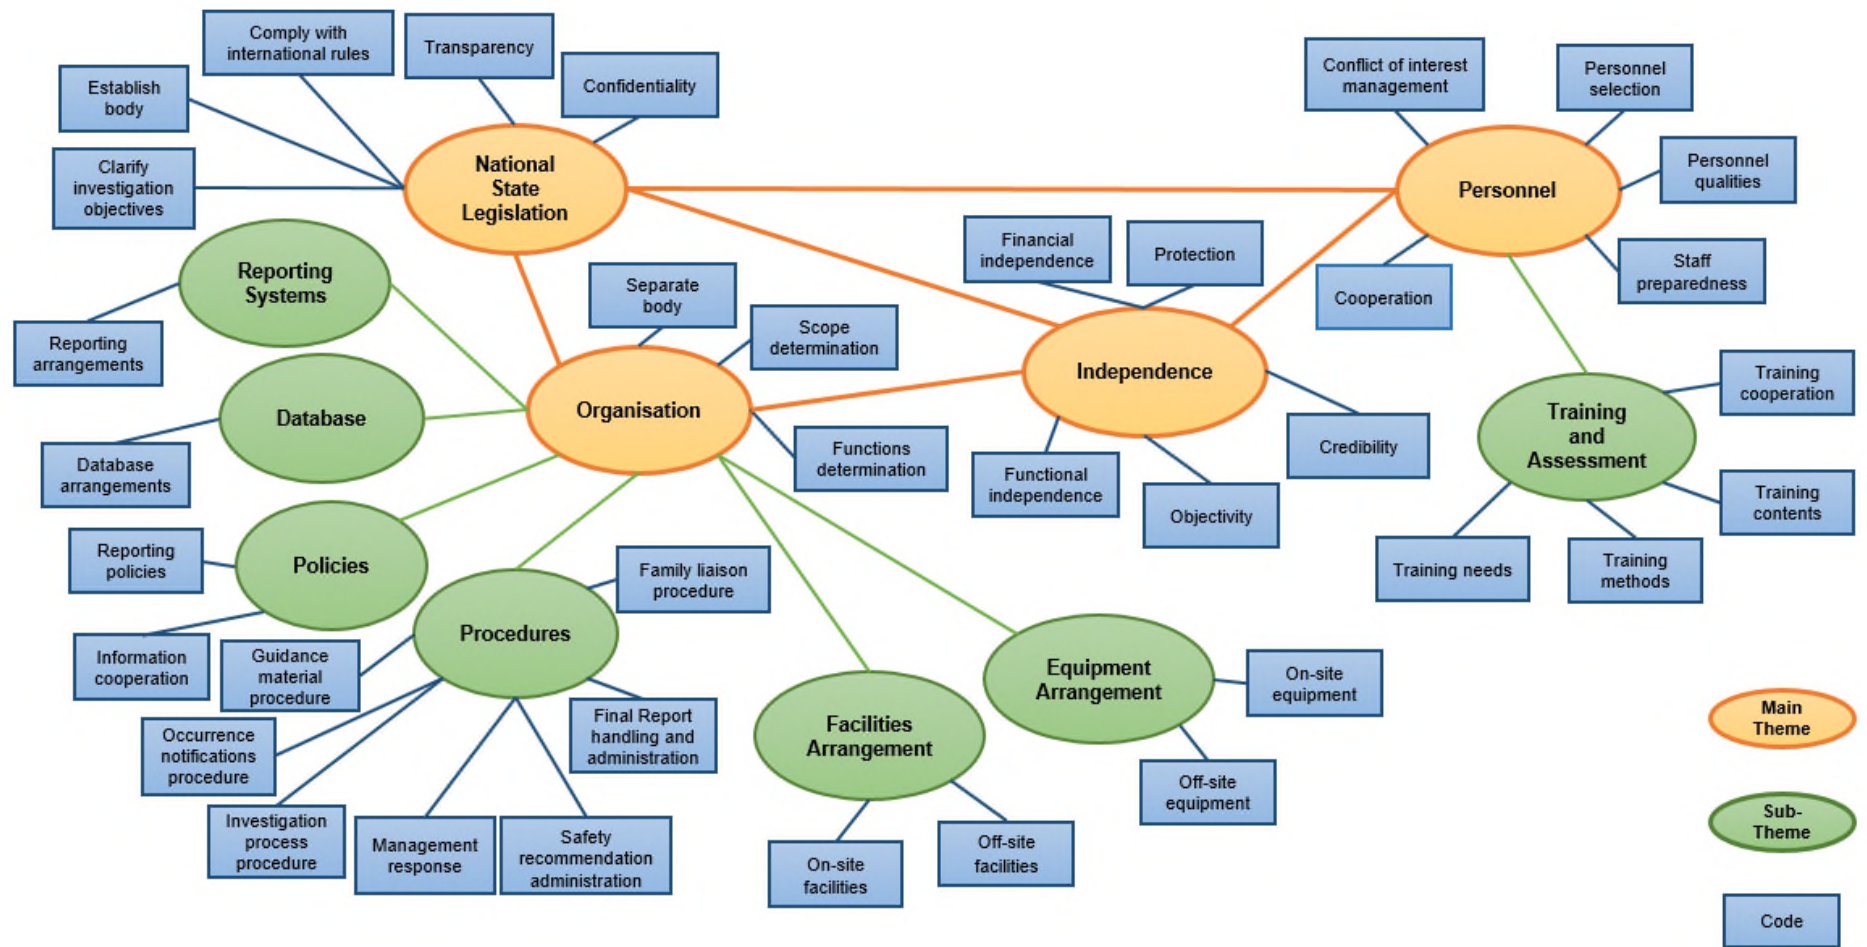 Comply with
international rules
Transparency
Confidentiality
Establish
body
Clarify
investigation
objectives
National
State
Legislation
Conflict of interest
management
Personnel
selection
Personnel
qualities
Personnel
Staff
preparedness
Cooperation
Financial
independence
Protection
Independence
Functional
independence
Objectivity
Credibility
Reporting
Systems
Reporting
arrangements
Separate
body
Scope
determination
Organisation
Functions
determination
Database
Database
arrangements
Training
and
Assessment
Training
cooperation
Training
contents
Training needs
Training
methods
Policies
Reporting
policies
Information
cooperation
Procedures
Family liaison
procedure
Guidance
material
procedure
Occurrence
notifications
procedure
Investigation
process
procedure
Management
response
Safety
recommendation
administration
Final Report
handling and
administration
Facilities
Arrangement
On-site
facilities
Off-site
facilities
Equipment
Arrangement
On-site
equipment
Off-site
equipment
Main
Theme
Sub-
Theme
Code